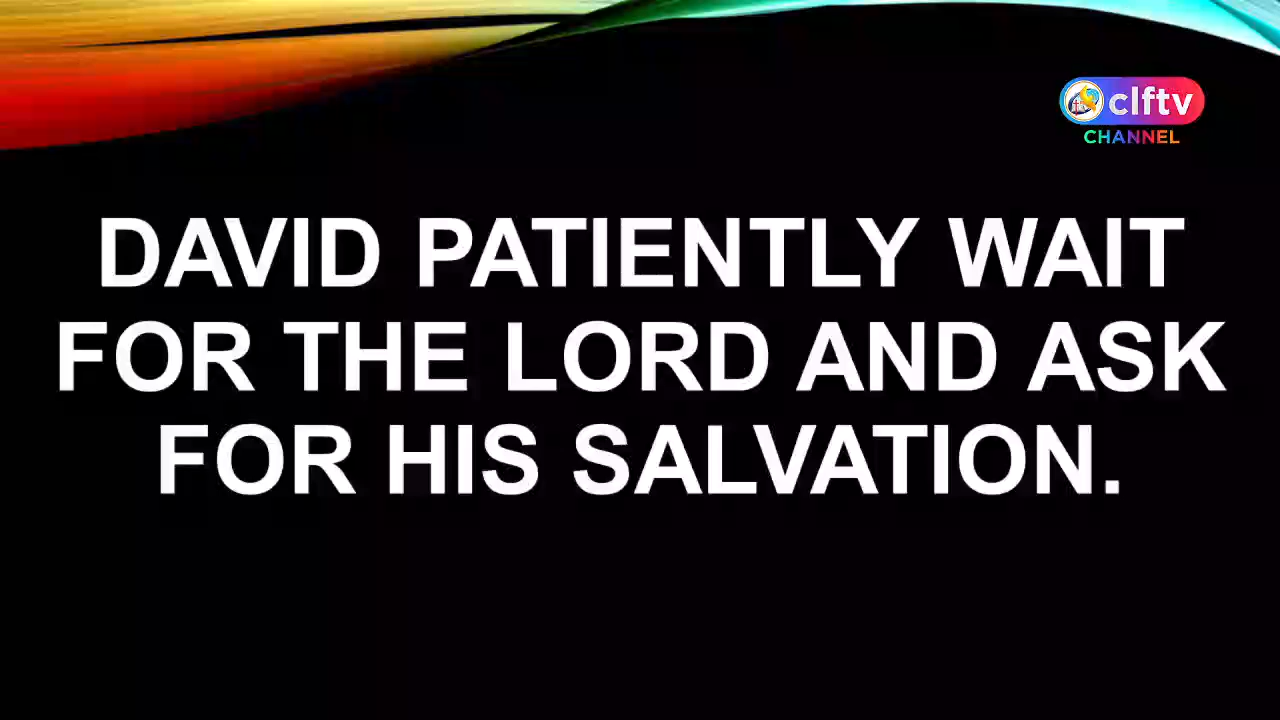 clftv
CHANNEL
DAVID PATIENTLY WAIT
FOR THE LORD AND ASK
FOR HIS SALVATION.